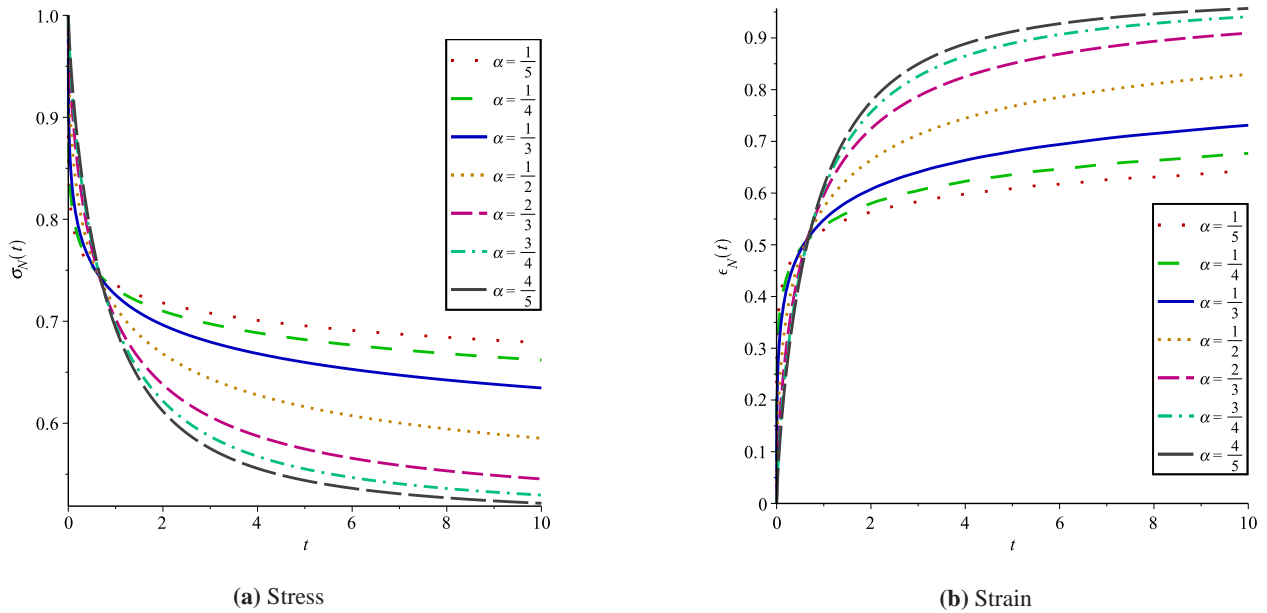 1.0
0.9
0.8
σ_N(t)
0.7
0.6
0 2 4 6 8 10
t
α = 1/5
α = 1/4
α = 1/3
α = 1/2
α = 2/3
α = 3/4
α = 4/5
(a) Stress
0.9
0.8
0.7
0.6
ϵ_N(t)
0.5
0.4
0.3
0.2
0.1
0
0 2 4 6 8 10
t
α = 1/5
α = 1/4
α = 1/3
α = 1/2
α = 2/3
α = 3/4
α = 4/5
(b) Strain